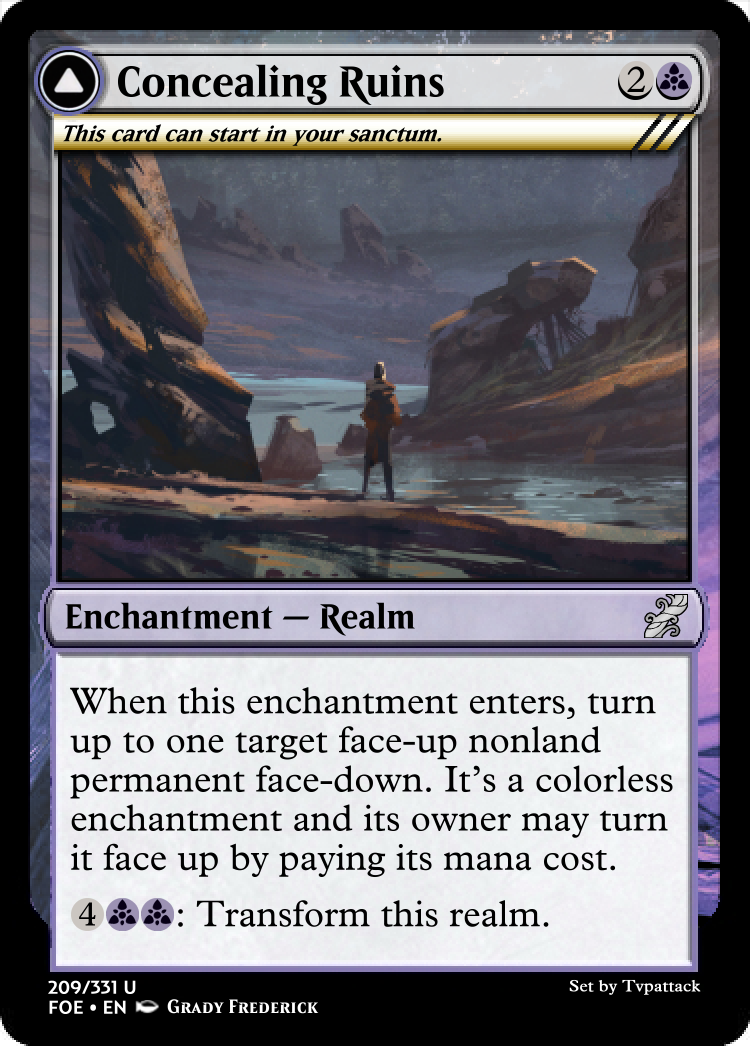 Concealing Ruins 2
This card can start in your sanctum.
Enchantment — Realm
When this enchantment enters, turn
up to one target face-up nonland
permanent face-down. It's a colorless
enchantment and its owner may turn
it face up by paying its mana cost.
4: Transform this realm.
209/331 U
Set by Tvpattack
FOE • EN Grady Frederick